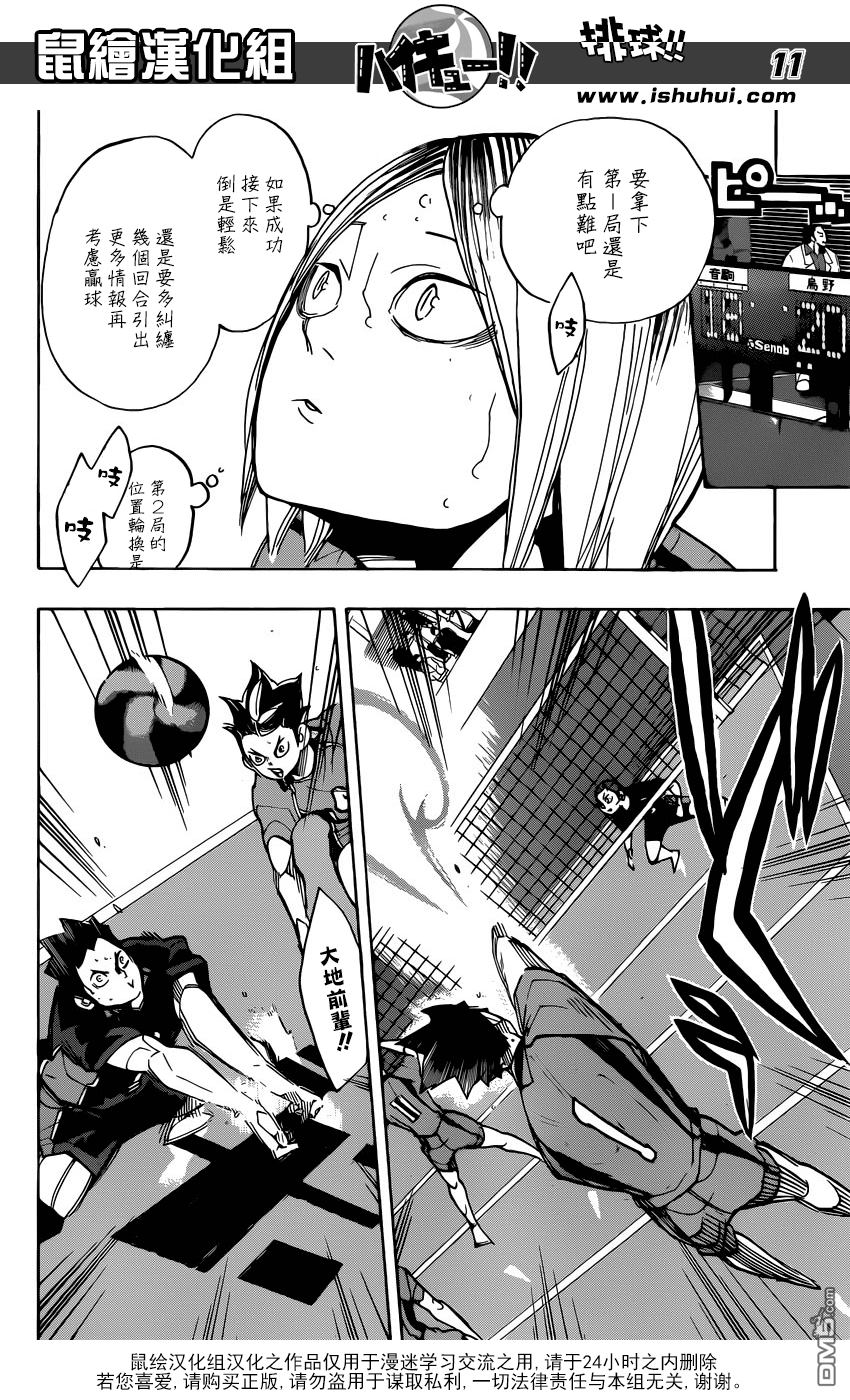 鼠繪漢化組
ハイキュー!!
排球!!
11
www.ishuhui.com
ピーッ
音駒
烏野
18
20
Senoh
要拿下
第一局還是
有點難吧
吱
如果成功
接下來
倒是輕鬆
還是要多糾纏
幾個回合引出
更多情報再
考慮贏球
第2局的
位置輪換是
吱
吱
大地前輩!!
DM5.com
鼠绘汉化组汉化之作品仅用于漫迷学习交流之用, 请于24小时之内删除
若您喜爱, 请购买正版, 请勿用于谋取私利, 一切法律责任与本组无关, 谢谢。